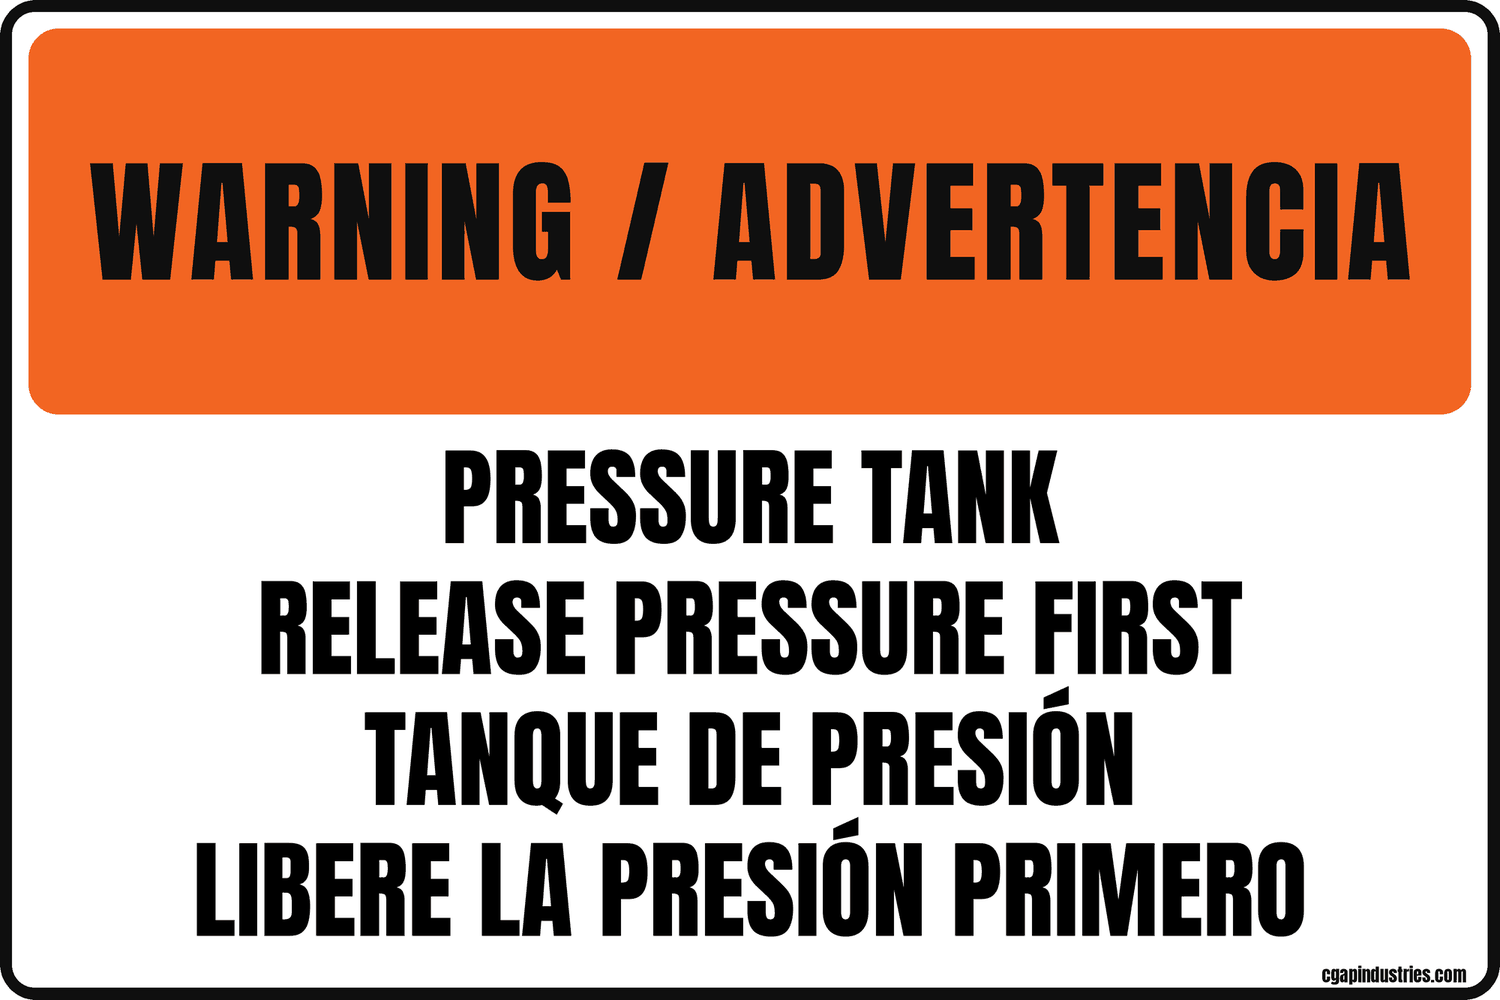 WARNING / ADVERTENCIA
PRESSURE TANK
RELEASE PRESSURE FIRST
TANQUE DE PRESIÓN
LIBERE LA PRESIÓN PRIMERO
cgapindustries.com